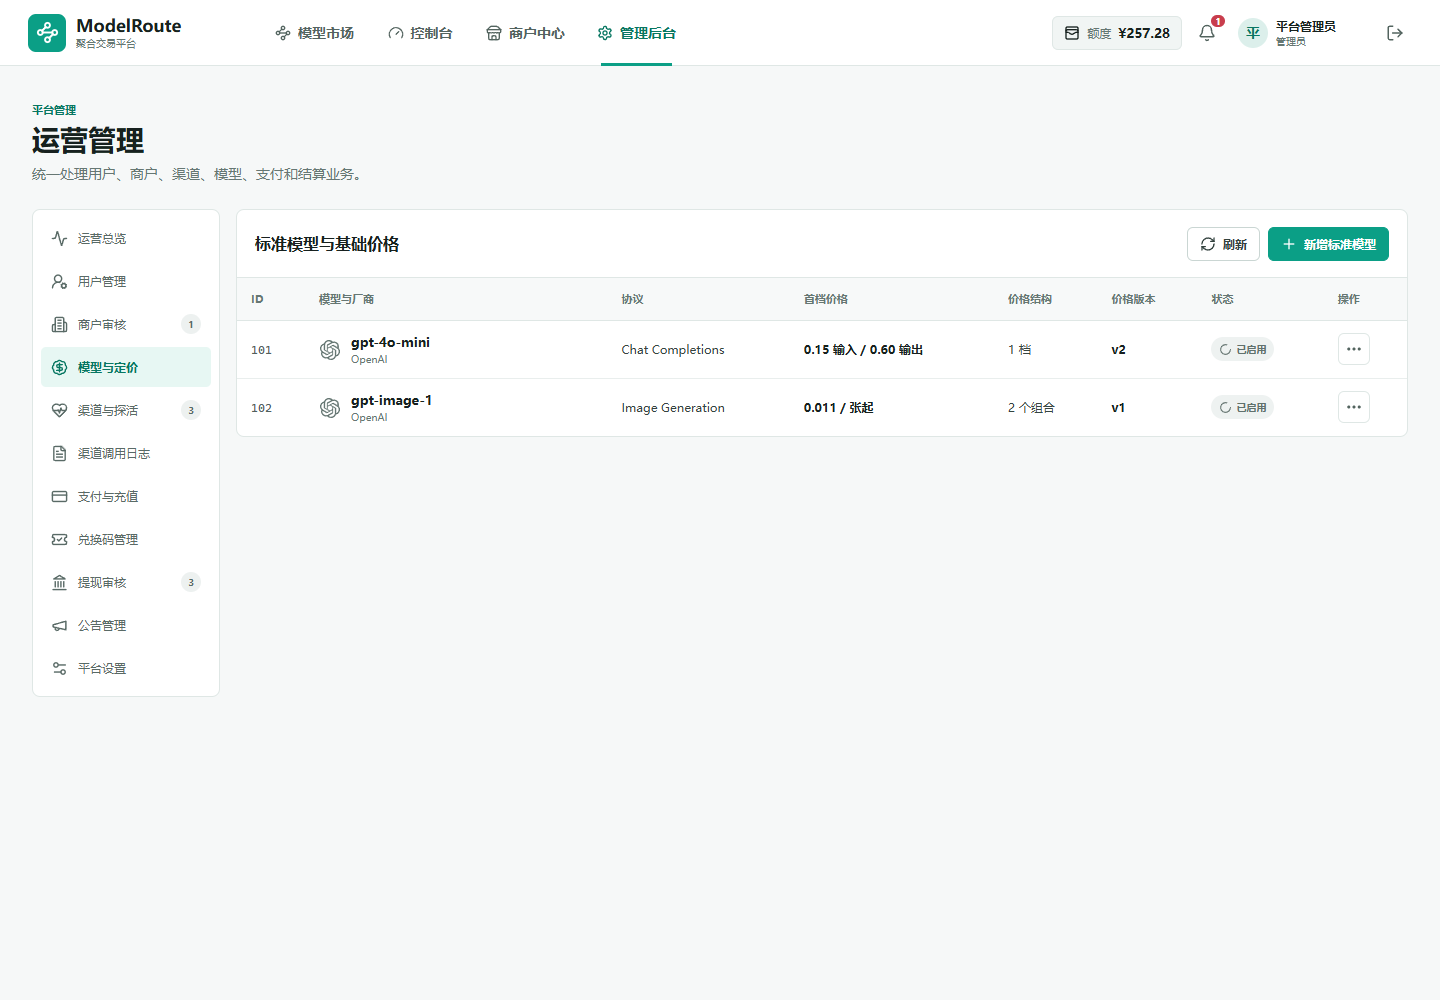 ModelRoute
聚合交易平台
模型市场
控制台
商户中心
管理后台
额度 ¥257.28
1
平
平台管理员
管理员
平台管理
运营管理
统一处理用户、商户、渠道、模型、支付和结算业务。
运营总览
用户管理
商户审核 1
模型与定价
渠道与探活 3
渠道调用日志
支付与充值
兑换码管理
提现审核 3
公告管理
平台设置
标准模型与基础价格
刷新
新增标准模型
ID 模型与厂商 协议 首档价格 价格结构 价格版本 状态 操作
101 gpt-4o-mini Chat Completions 0.15 输入 / 0.60 输出 1 档 v2 已启用
OpenAI
102 gpt-image-1 Image Generation 0.011 / 张起 2 个组合 v1 已启用
OpenAI